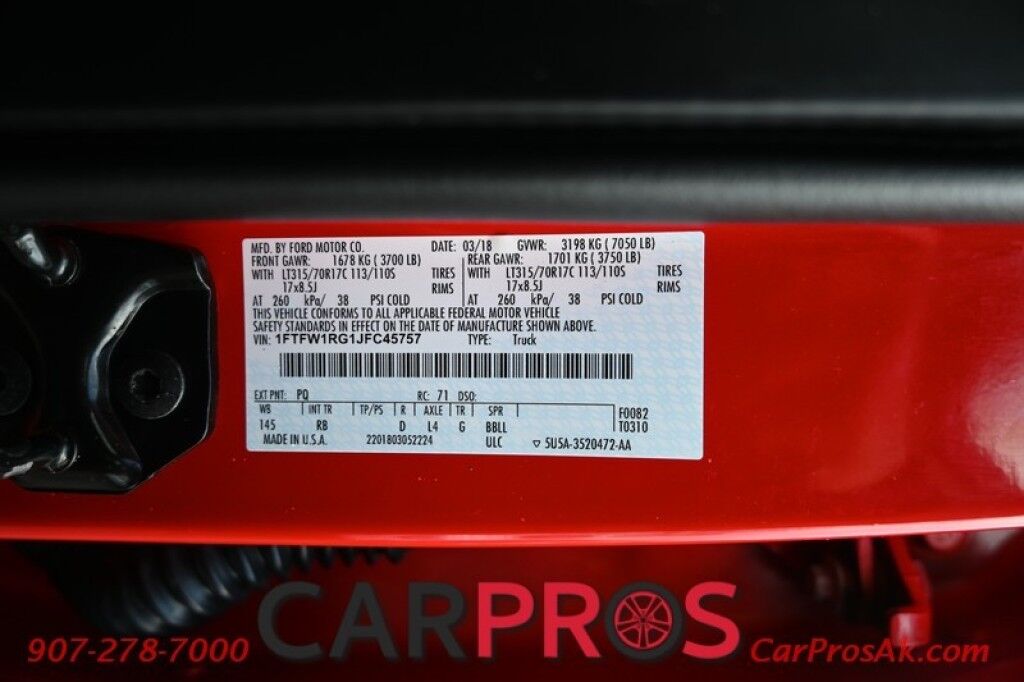 MFD. BY FORD MOTOR CO. DATE: 03/18 GVWR: 3198 KG ( 7050 LB)
FRONT GAWR: 1678 KG ( 3700 LB) REAR GAWR: 1701 KG ( 3750 LB)
WITH LT315/70R17C 113/110S TIRES WITH LT315/70R17C 113/110S TIRES
17x8.5J RIMS 17x8.5J RIMS
AT 260 kPa/ 38 PSI COLD AT 260 kPa/ 38 PSI COLD
THIS VEHICLE CONFORMS TO ALL APPLICABLE FEDERAL MOTOR VEHICLE
SAFETY STANDARDS IN EFFECT ON THE DATE OF MANUFACTURE SHOWN ABOVE.
VIN: 1FTFW1RG1JFC45757 TYPE: Truck
EXT PNT: PQ RC: 71 DSO:
WB INT TR TP/PS R AXLE TR SPR F0082
145 RB D L4 G BBLL T0310
MADE IN U.S.A. 2201803052224 ULC ▽ 5U5A-3520472-AA
CARPROS
907-278-7000 CarProsAk.com